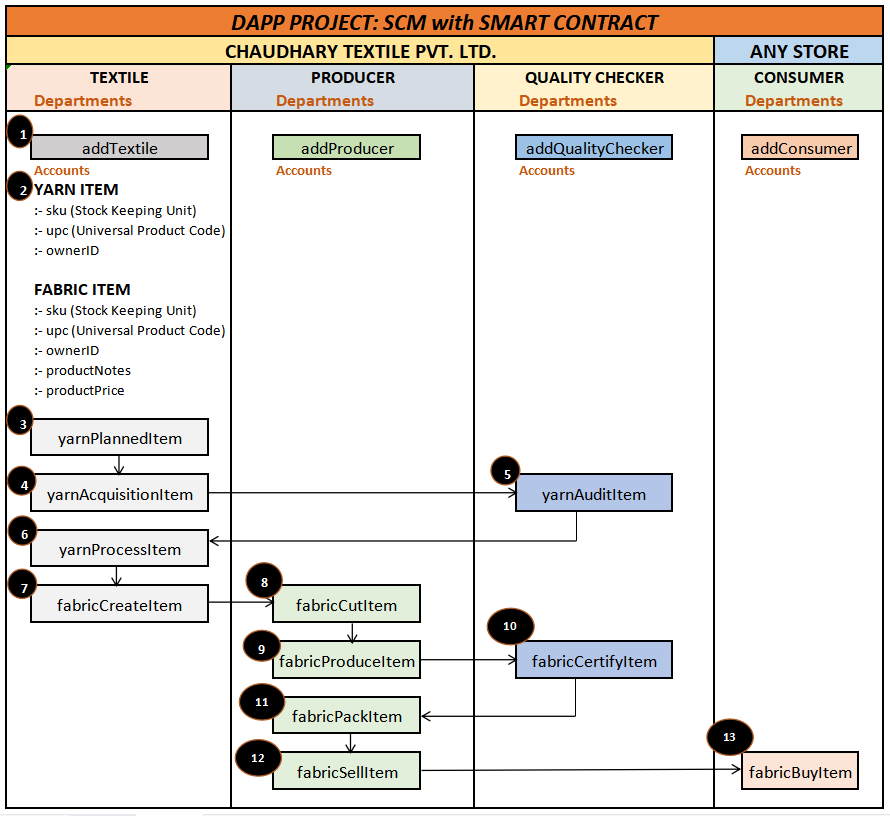 DAPP PROJECT: SCM with SMART CONTRACT
CHAUDHARY TEXTILE PVT. LTD.
ANY STORE
TEXTILE
Departments
PRODUCER
Departments
QUALITY CHECKER
Departments
CONSUMER
Departments
1
addTextile
Accounts
addProducer
Accounts
addQualityChecker
Accounts
addConsumer
Accounts
2
YARN ITEM
:- sku (Stock Keeping Unit)
:- upc (Universal Product Code)
:- ownerID
FABRIC ITEM
:- sku (Stock Keeping Unit)
:- upc (Universal Product Code)
:- ownerID
:- productNotes
:- productPrice
3
yarnPlannedItem
4
yarnAcquisitionItem
5
yarnAuditItem
6
yarnProcessItem
7
fabricCreateItem
8
fabricCutItem
9
fabricProduceItem
10
fabricCertifyItem
11
fabricPackItem
12
fabricSellItem
13
fabricBuyItem